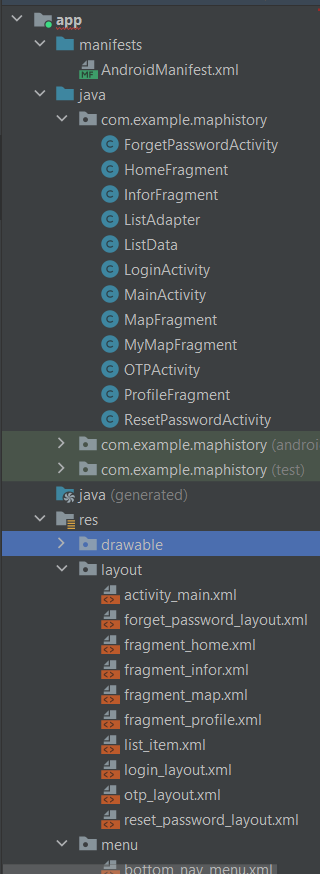 app
manifests
MF AndroidManifest.xml
java
com.example.maphistory
C ForgetPasswordActivity
C HomeFragment
C InforFragment
C ListAdapter
C ListData
C LoginActivity
C MainActivity
C MapFragment
C MyMapFragment
C OTPActivity
C ProfileFragment
C ResetPasswordActivity
com.example.maphistory (androi
com.example.maphistory (test)
java (generated)
res
drawable
layout
activity_main.xml
forget_password_layout.xml
fragment_home.xml
fragment_infor.xml
fragment_map.xml
fragment_profile.xml
list_item.xml
login_layout.xml
otp_layout.xml
reset_password_layout.xml
menu
bottom_nav_menu.xml